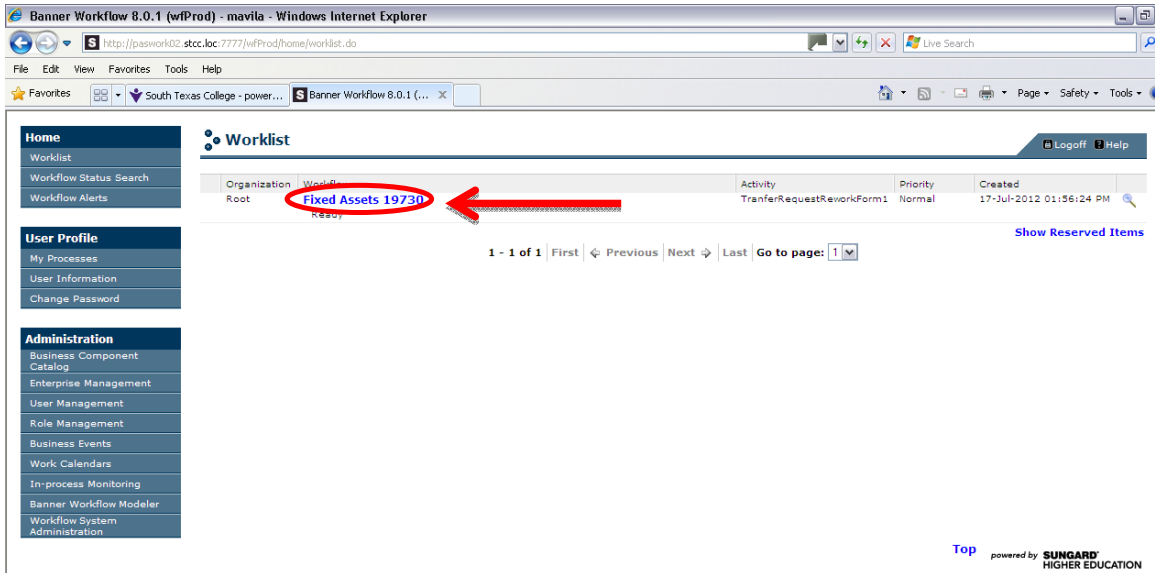 Banner Workflow 8.0.1 (wfProd) - mavila - Windows Internet Explorer
http://paswork02.stcc.loc:7777/wfProd/home/worklist.do
Live Search
File Edit View Favorites Tools Help
Favorites South Texas College - power... Banner Workflow 8.0.1 (... X Page Safety Tools
Home
Worklist
Workflow Status Search
Workflow Alerts
User Profile
My Processes
User Information
Change Password
Administration
Business Component
Catalog
Enterprise Management
User Management
Role Management
Business Events
Work Calendars
In-process Monitoring
Banner Workflow Modeler
Workflow System
Administration
Worklist
Logoff Help
Organization Workflow Activity Priority Created
Root Fixed Assets 19730 TranferRequestReworkForm1 Normal 17-Jul-2012 01:56:24 PM
Ready
Show Reserved Items
1 - 1 of 1 First Previous Next Last Go to page: 1
Top powered by SUNGARD
HIGHER EDUCATION